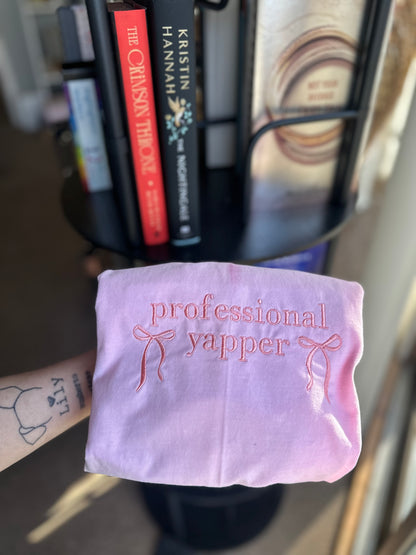 THE CRIMSON THRONE
KRISTIN
HANNAH
THE NIGHTINGALE
professional
yapper
Lily